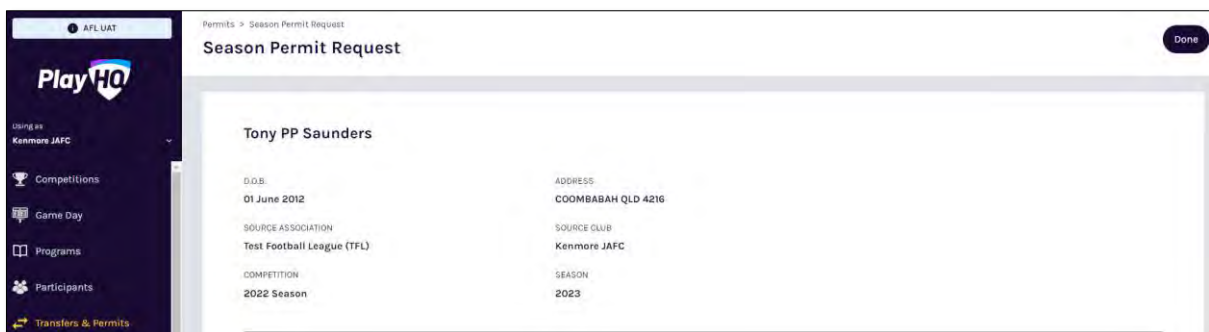 AFL UAT
PlayHQ
Using as
Kenmore JAFC
Competitions
Game Day
Programs
Participants
Transfers & Permits
Permits > Season Permit Request
Season Permit Request
Done
Tony PP Saunders
D.O.B.
01 June 2012
ADDRESS
COOMBABAH QLD 4216
SOURCE ASSOCIATION
Test Football League (TFL)
SOURCE CLUB
Kenmore JAFC
COMPETITION
2022 Season
SEASON
2023